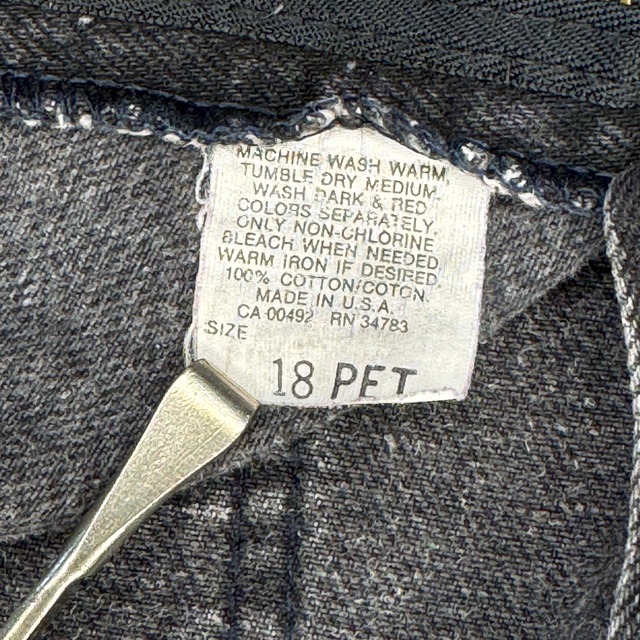 MACHINE WASH WARM,
TUMBLE DRY MEDIUM
WASH DARK & RED
COLORS SEPARATELY.
ONLY NON-CHLORINE
BLEACH WHEN NEEDED
WARM IRON IF DESIRED.
100% COTTON/COTON.
MADE IN U.S.A.
CA 00492 RN 34783
SIZE
18 PET